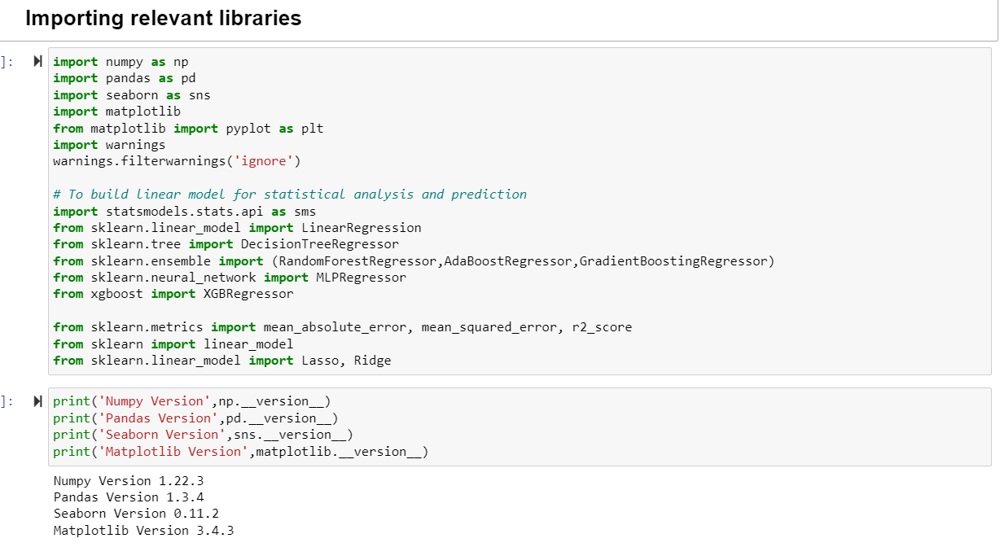 Importing relevant libraries
]:
import numpy as np
import pandas as pd
import seaborn as sns
import matplotlib
from matplotlib import pyplot as plt
import warnings
warnings.filterwarnings('ignore')
# To build linear model for statistical analysis and prediction
import statsmodels.stats.api as sms
from sklearn.linear_model import LinearRegression
from sklearn.tree import DecisionTreeRegressor
from sklearn.ensemble import (RandomForestRegressor,AdaBoostRegressor,GradientBoostingRegressor)
from sklearn.neural_network import MLPRegressor
from xgboost import XGBRegressor
from sklearn.metrics import mean_absolute_error, mean_squared_error, r2_score
from sklearn import linear_model
from sklearn.linear_model import Lasso, Ridge
]:
print('Numpy Version',np.__version__)
print('Pandas Version',pd.__version__)
print('Seaborn Version',sns.__version__)
print('Matplotlib Version',matplotlib.__version__)
Numpy Version 1.22.3
Pandas Version 1.3.4
Seaborn Version 0.11.2
Matplotlib Version 3.4.3